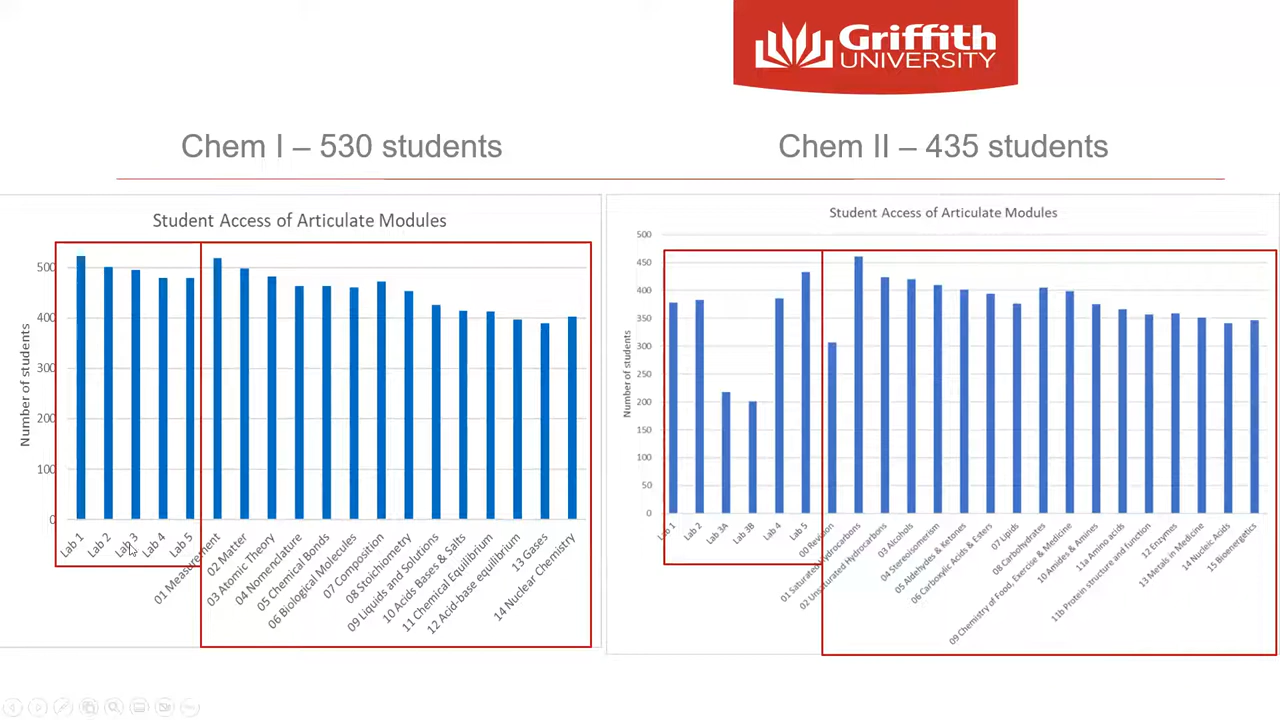 Griffith
UNIVERSITY
Chem I – 530 students
Chem II – 435 students
Student Access of Articulate Modules
Number of students
500
400
300
200
100
0
Lab 1
Lab 2
Lab 3
Lab 4
Lab 5
01 Measurement
02 Matter
03 Atomic Theory
04 Nomenclature
05 Chemical Bonds
06 Biological Molecules
07 Composition
08 Stoichiometry
09 Liquids and Solutions
10 Acids Bases & Salts
11 Chemical Equilibrium
12 Acid-base equilibrium
13 Gases
14 Nuclear Chemistry
Student Access of Articulate Modules
Number of students
500
450
400
350
300
250
200
150
100
50
0
Lab 1
Lab 2
Lab 3A
Lab 3B
Lab 4
Lab 5
00 Revision
01 Saturated Hydrocarbons
02 Unsaturated Hydrocarbons
03 Alcohols
04 Stereoisomerism
05 Aldehydes & Ketones
06 Carboxylic Acids & Esters
07 Lipids
08 Carbohydrates
09 Chemistry of Food, Exercise & Medicine
10 Amides & Amines
11a Amino acids
11b Protein structure and function
12 Enzymes
13 Metals in Medicine
14 Nucleic Acids
15 Bioenergetics